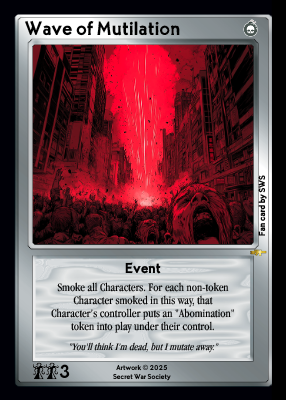 Wave of Mutilation
Fan card by SWS
Event
Smoke all Characters. For each non-token
Character smoked in this way, that
Character's controller puts an "Abomination"
token into play under their control.
"You'll think I'm dead, but I mutate away."
3
Artwork © 2025
Secret War Society